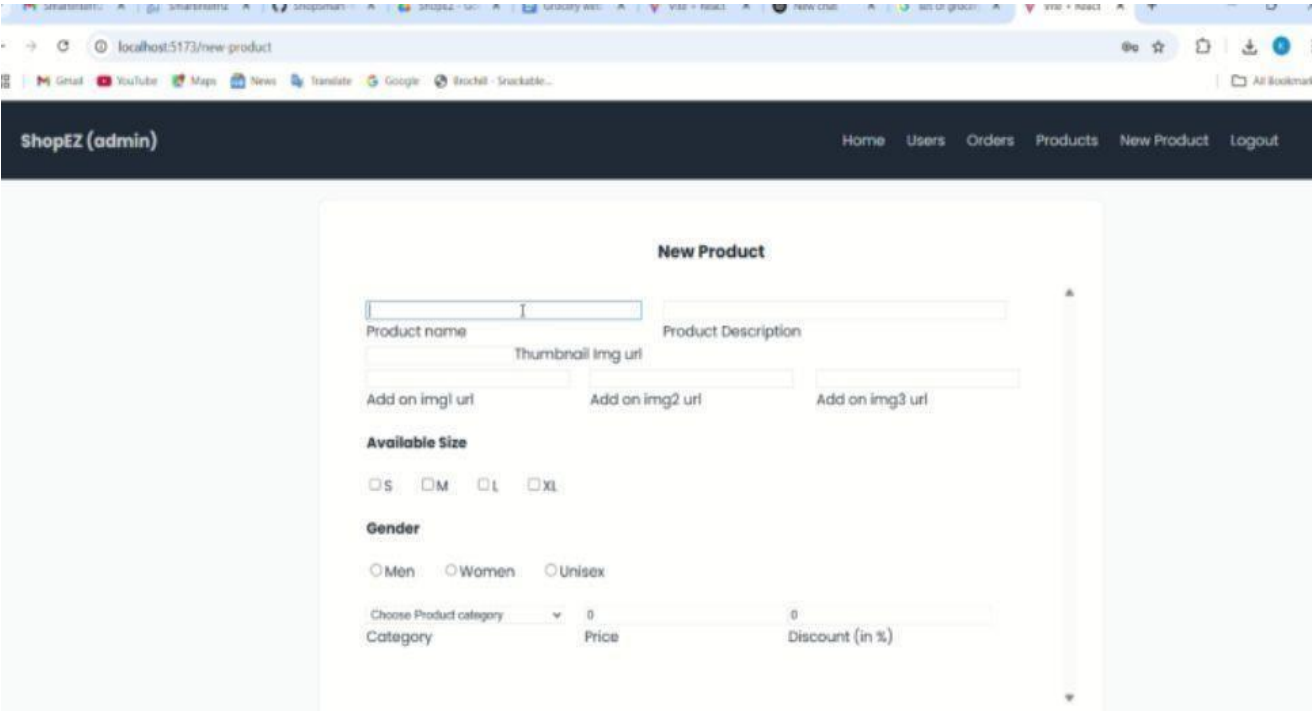 localhost:5173/new-product
Gmail YouTube Maps News Translate Google Brochill - Snackable... All Bookmark
ShopEZ (admin) Home Users Orders Products New Product Logout
New Product
Product name Product Description
Thumbnail Img url
Add on img1 url Add on img2 url Add on img3 url
Available Size
S M L XL
Gender
Men Women Unisex
Choose Product category 0 0
Category Price Discount (in %)